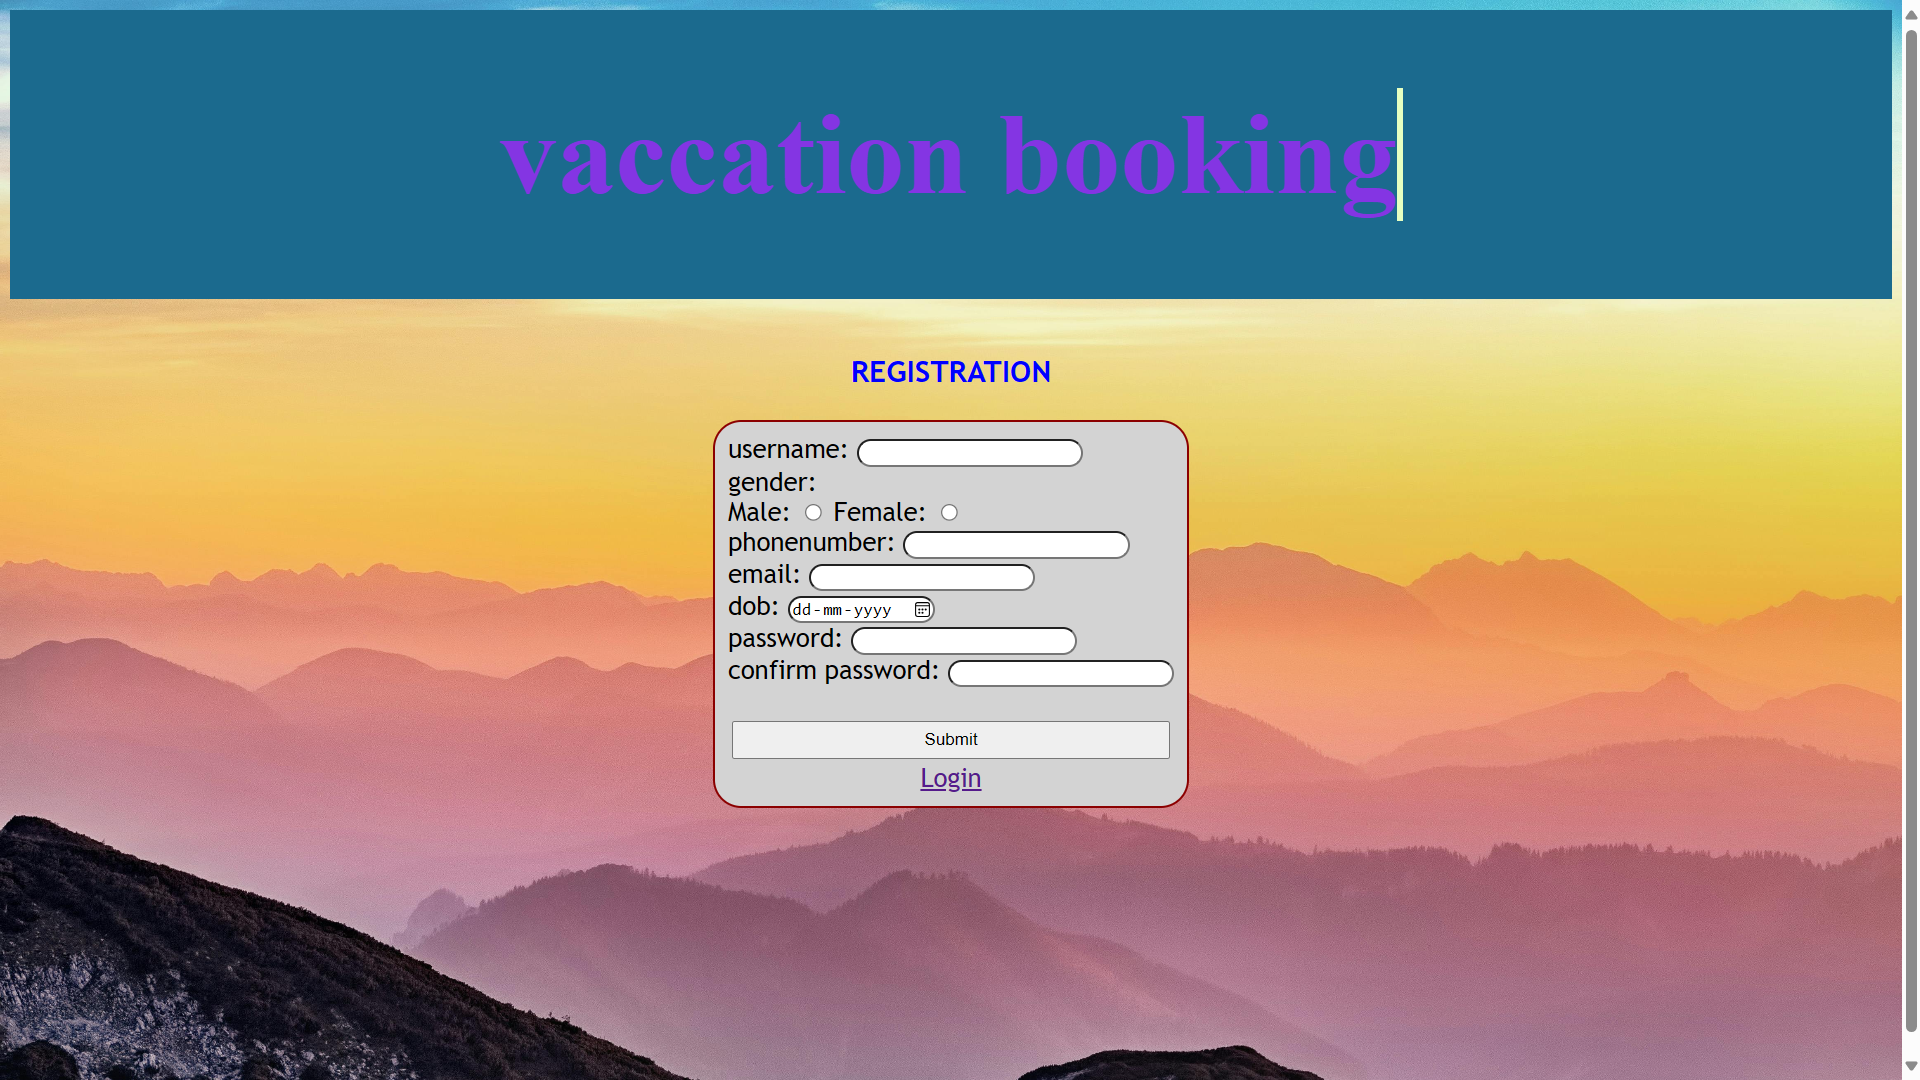 vaccation booking
REGISTRATION
username:
gender:
Male: Female:
phonenumber:
email:
dob: dd-mm-yyyy
password:
confirm password:
Submit
Login